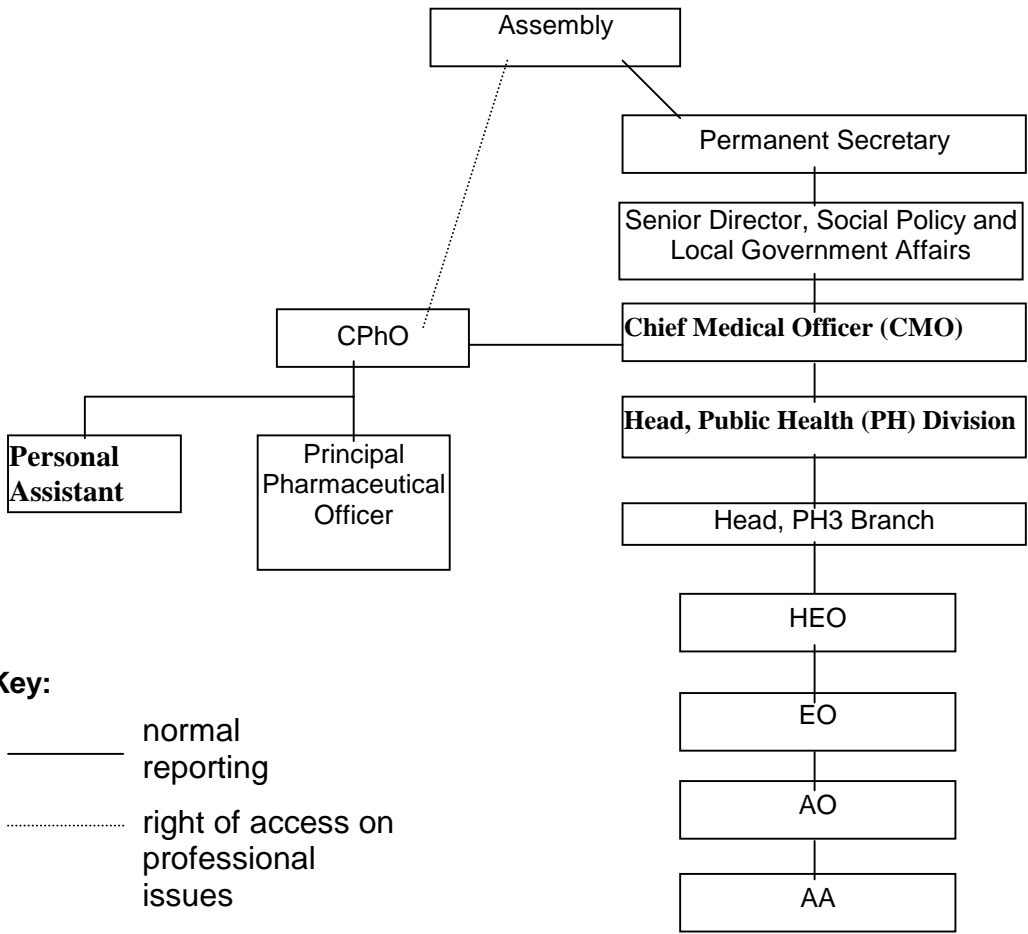 Assembly
Permanent Secretary
Senior Director, Social Policy and
Local Government Affairs
CPhO
Chief Medical Officer (CMO)
Head, Public Health (PH) Division
Personal
Assistant
Principal
Pharmaceutical
Officer
Head, PH3 Branch
HEO
Key:
EO
normal
reporting
AO
right of access on
professional
issues
AA